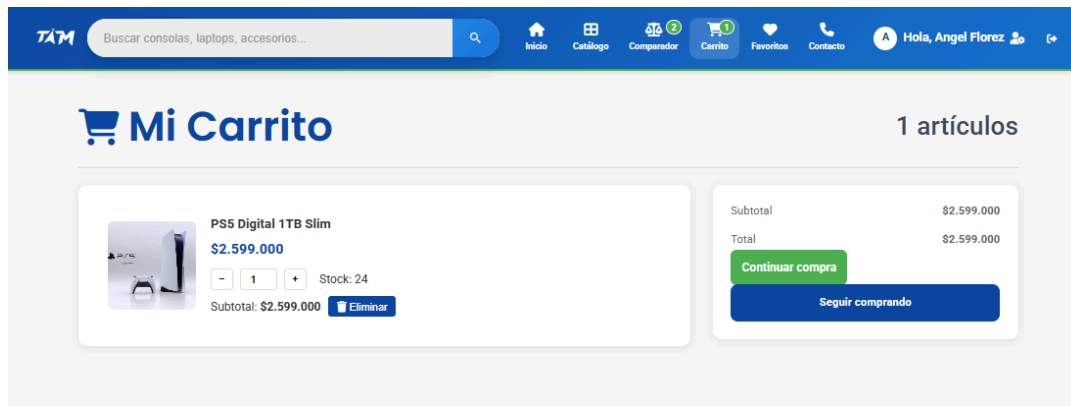 TAM
Buscar consolas, laptops, accesorios...
Inicio
Catálogo
2
Comparador
1
Carrito
Favoritos
Contacto
A
Hola, Angel Florez
Mi Carrito
1 artículos
PS5 Digital 1TB Slim
$2.599.000
- 1 + Stock: 24
Subtotal: $2.599.000 Eliminar
Subtotal $2.599.000
Total $2.599.000
Continuar compra
Seguir comprando